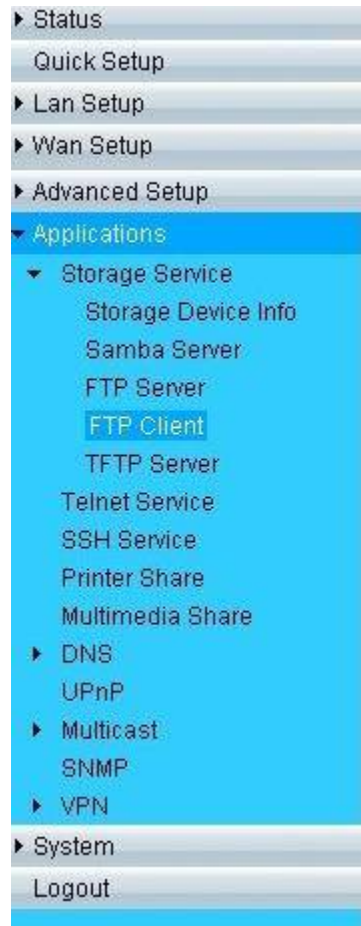 Status
Quick Setup
Lan Setup
Wan Setup
Advanced Setup
Applications
Storage Service
Storage Device Info
Samba Server
FTP Server
FTP Client
TFTP Server
Telnet Service
SSH Service
Printer Share
Multimedia Share
DNS
UPnP
Multicast
SNMP
VPN
System
Logout